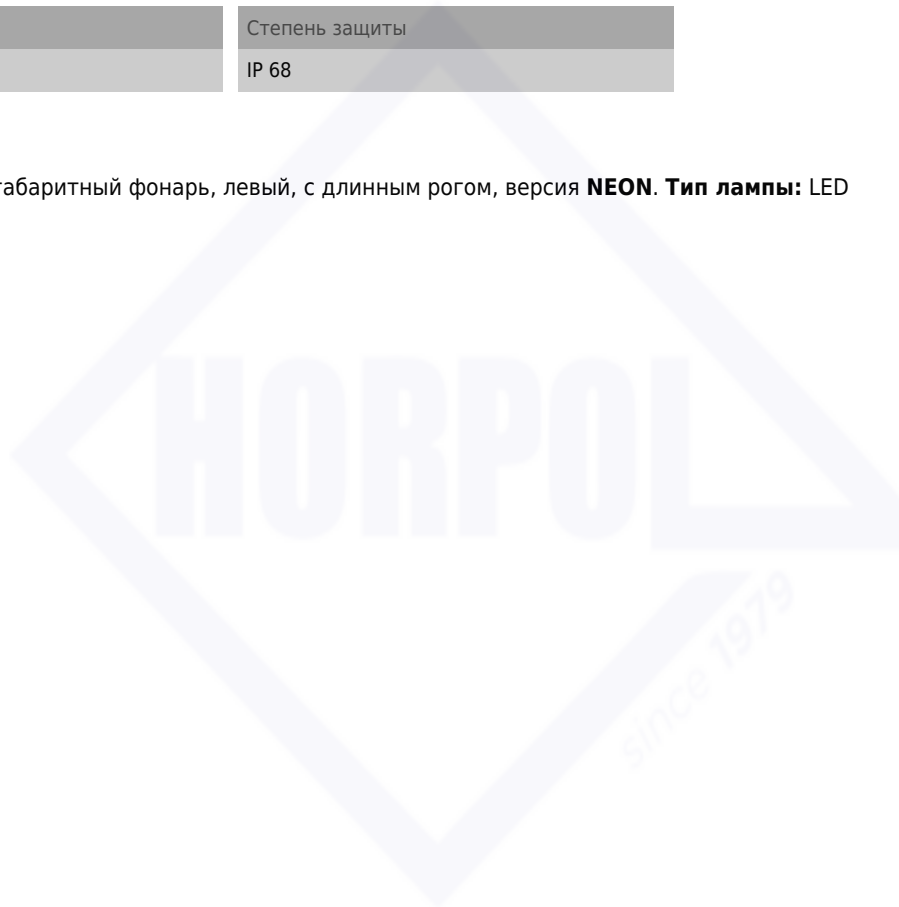 Степень защиты
IP 68
габаритный фонарь, левый, с длинным рогом, версия NEON. Тип лампы: LED
HORPOL
since 1979